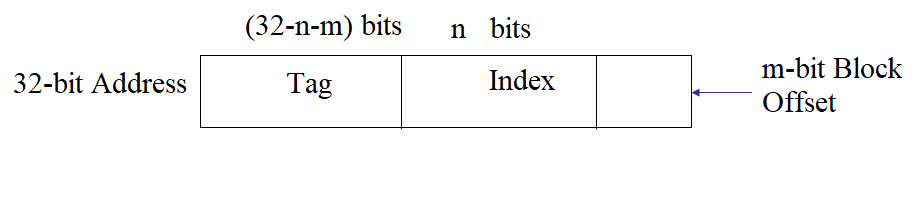 (32-n-m) bits n bits
32-bit Address Tag Index m-bit Block
Offset